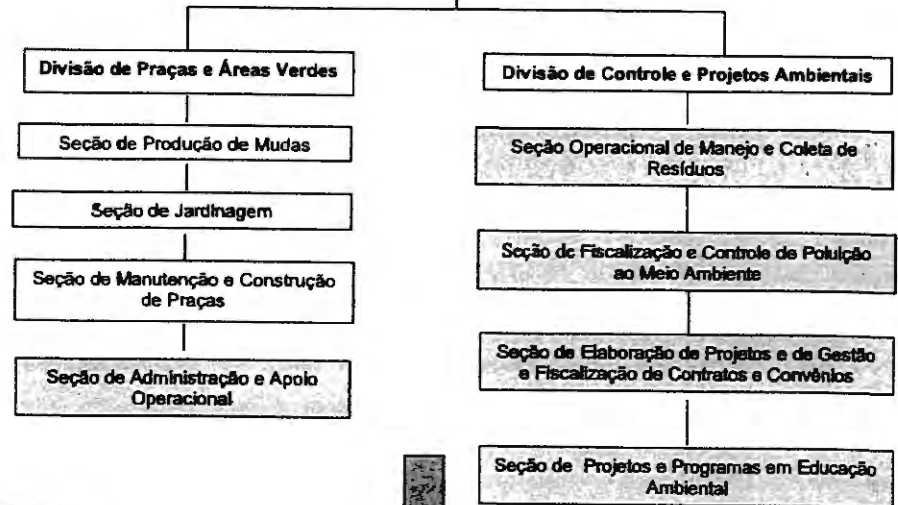 Divisão de Praças e Áreas Verdes
Seção de Produção de Mudas
Seção de Jardinagem
Seção de Manutenção e Construção
de Praças
Seção de Administração e Apoio
Operacional
Divisão de Controle e Projetos Ambientais
Seção Operacional de Manejo e Coleta de
Resíduos
Seção de Fiscalização e Controle de Poluição
ao Meio Ambiente
Seção de Elaboração de Projetos e de Gestão
e Fiscalização de Contratos e Convênios
Seção de Projetos e Programas em Educação
Ambiental